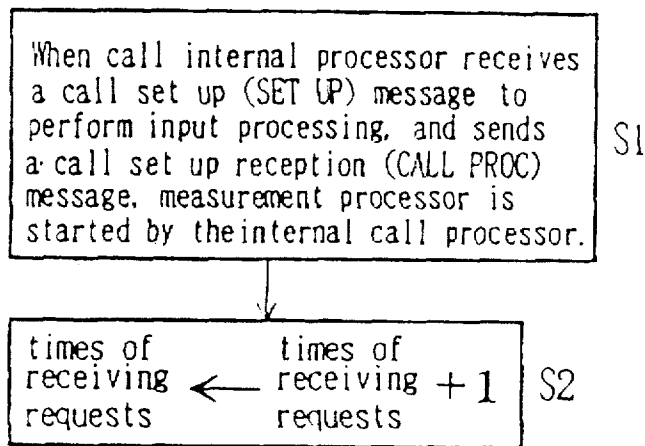 When call internal processor receives
a call set up (SET UP) message to
perform input processing, and sends
a call set up reception (CALL PROC)
message, measurement processor is
started by the internal call processor.
S1
times of receiving requests ← times of receiving requests + 1
S2